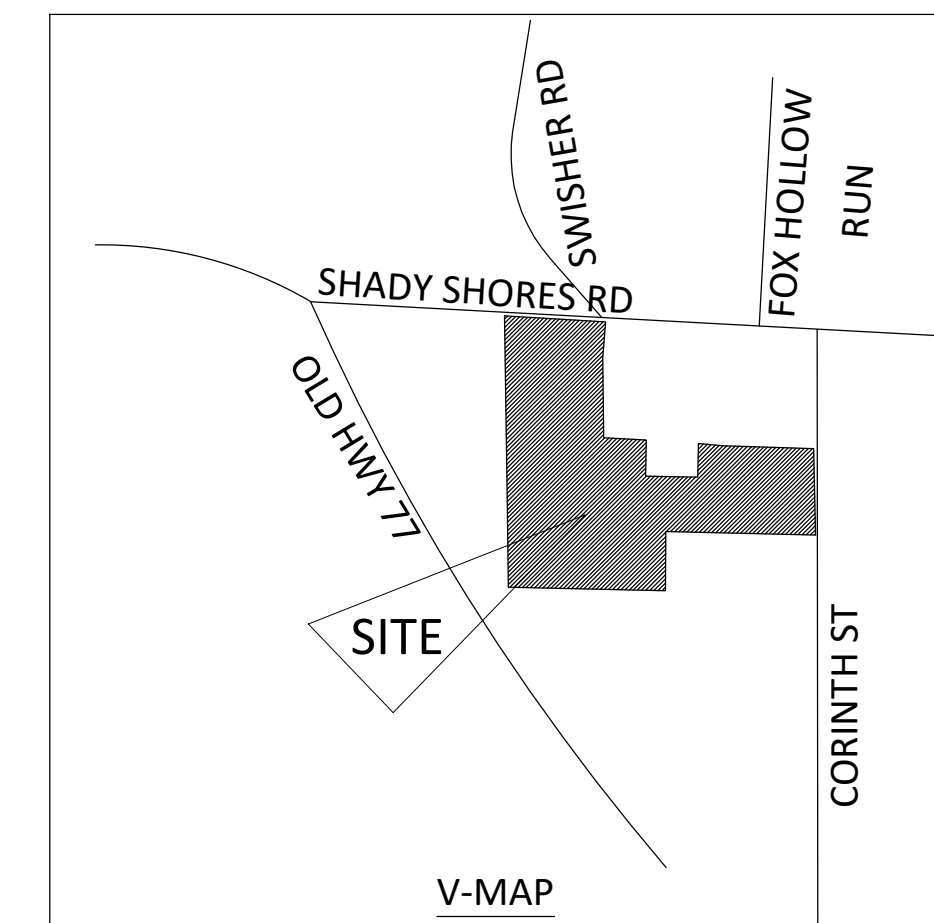 SWISHER RD
FOX HOLLOW
RUN
SHADY SHORES RD
OLD HWY 77
SITE
CORINTH ST
V-MAP